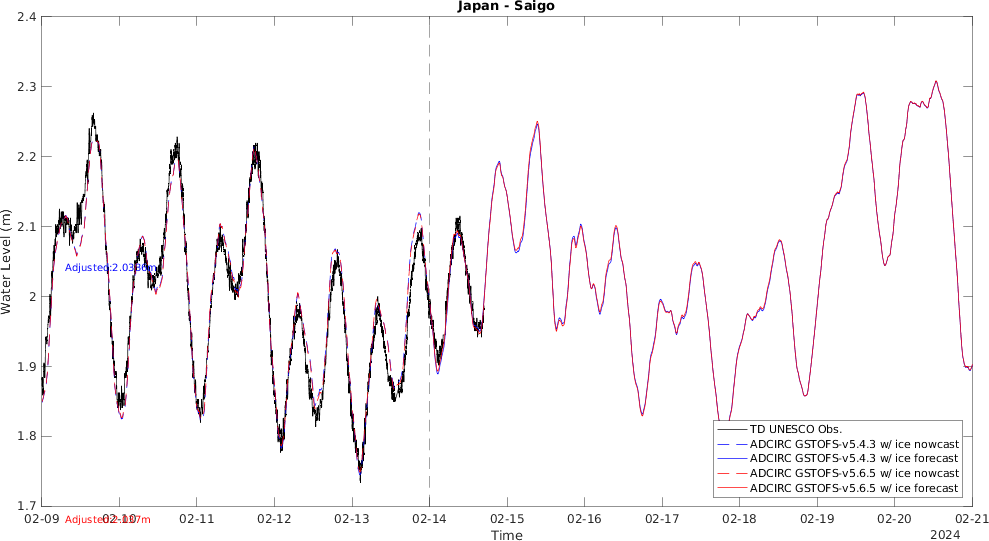 Japan - Saigo
2.4
2.3
2.2
2.1
2
1.9
1.8
1.7
Water Level (m)
Adjusted:2.0386m
Adjusted:2.037m
TD UNESCO Obs.
ADCIRC GSTOFS-v5.4.3 w/ ice nowcast
ADCIRC GSTOFS-v5.4.3 w/ ice forecast
ADCIRC GSTOFS-v5.6.5 w/ ice nowcast
ADCIRC GSTOFS-v5.6.5 w/ ice forecast
02-09 02-10 02-11 02-12 02-13 02-14 02-15 02-16 02-17 02-18 02-19 02-20 02-21
Time
2024